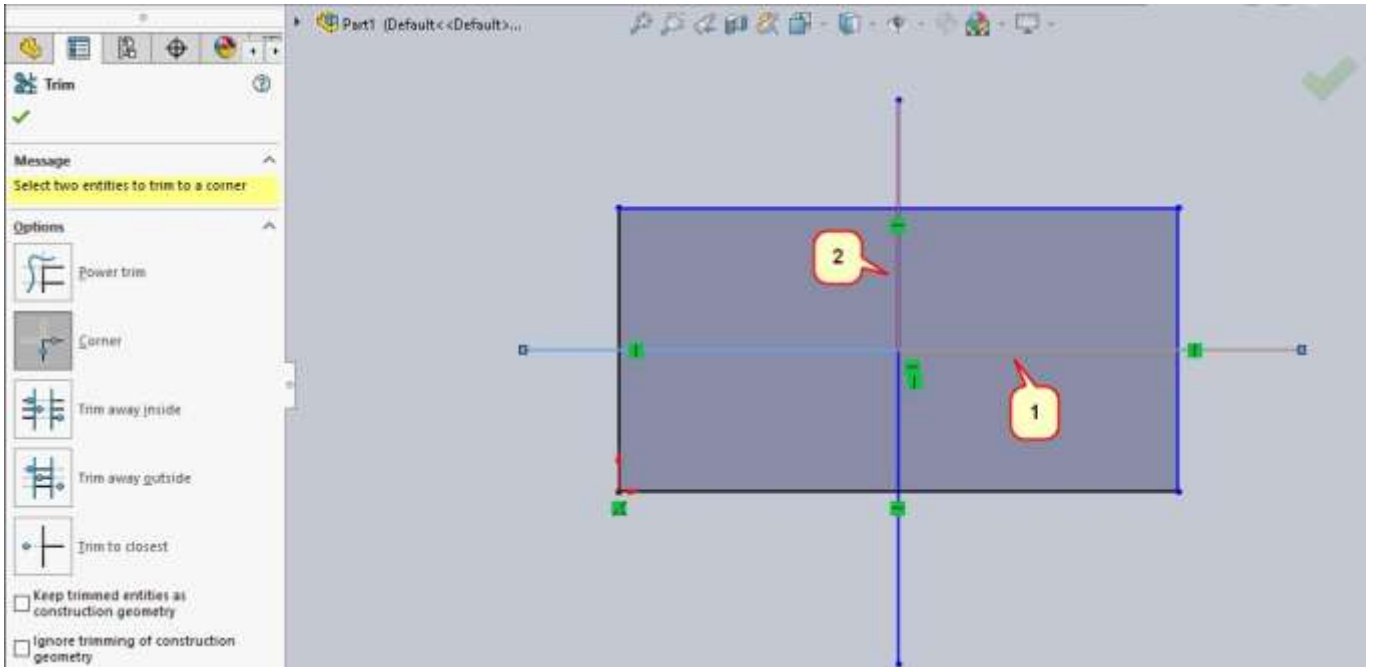 Part1 (Default<<Default>...
Trim
Message
Select two entities to trim to a corner
Options
Power trim
Corner
Trim away inside
Trim away outside
Trim to closest
Keep trimmed entities as
construction geometry
Ignore trimming of construction
geometry
2
1